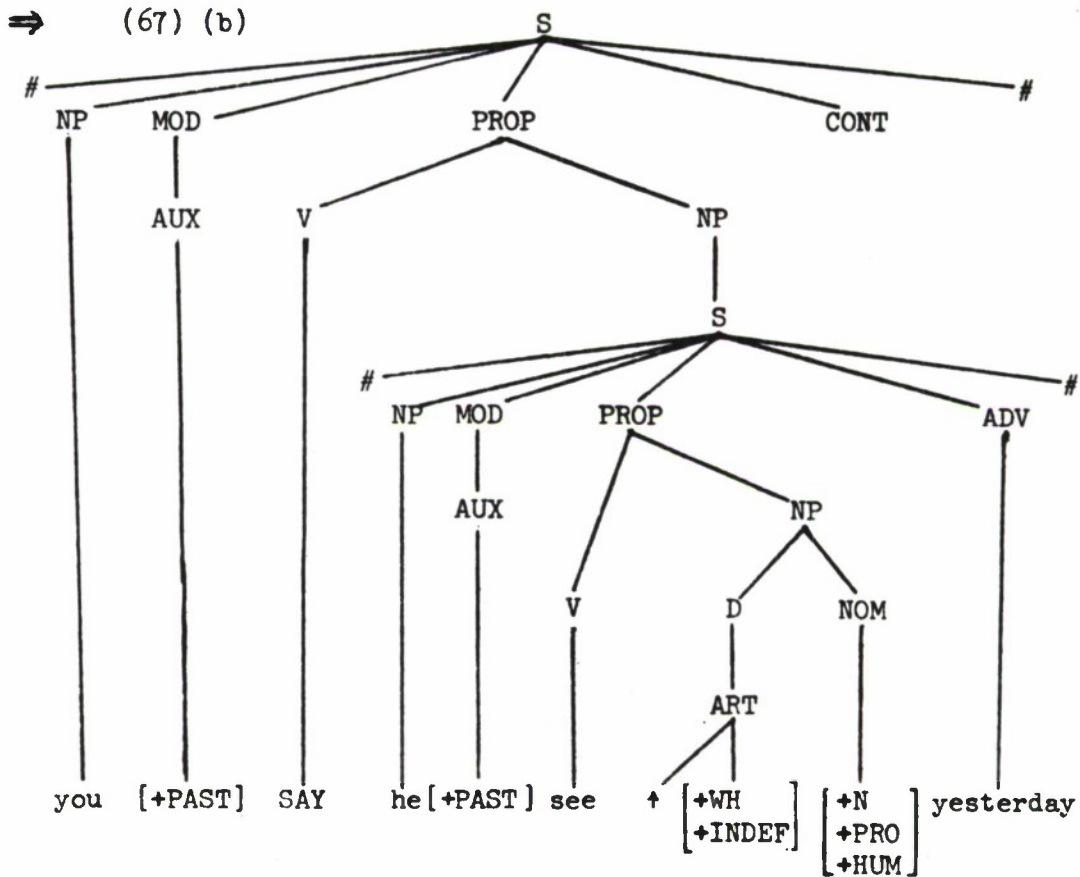 ⇒ (67) (b) S
# #
NP MOD PROP CONT
AUX V NP
S
# #
NP MOD PROP ADV
AUX NP
V D NOM
ART
you [+PAST] SAY he [+PAST] see ↑ [+WH [+N yesterday
+INDEF] +PRO
+HUM]